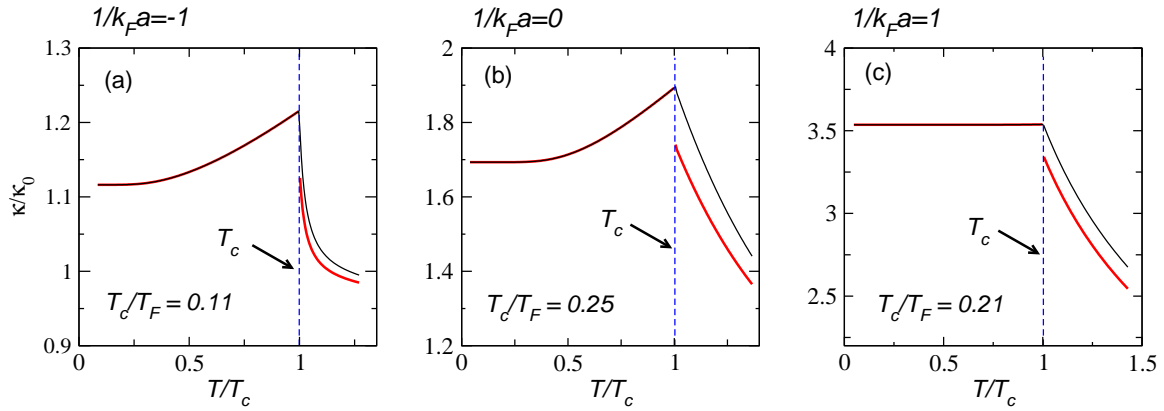 1/k_Fa=-1
1/k_Fa=0
1/k_Fa=1
κ/κ_0
1.3
1.2
1.1
1
0.9
(a)
T_c
T_c/T_F = 0.11
0
0.5
1
T/T_c
2
1.8
1.6
1.4
1.2
(b)
T_c
T_c/T_F = 0.25
0
0.5
1
T/T_c
4
3.5
3
2.5
(c)
T_c
T_c/T_F = 0.21
0
0.5
1
1.5
T/T_c